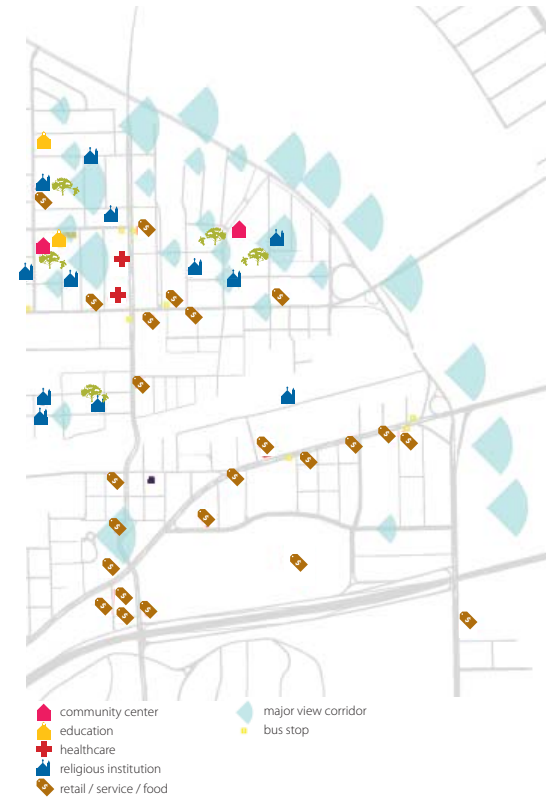 community center
education
healthcare
religious institution
retail / service / food
major view corridor
bus stop